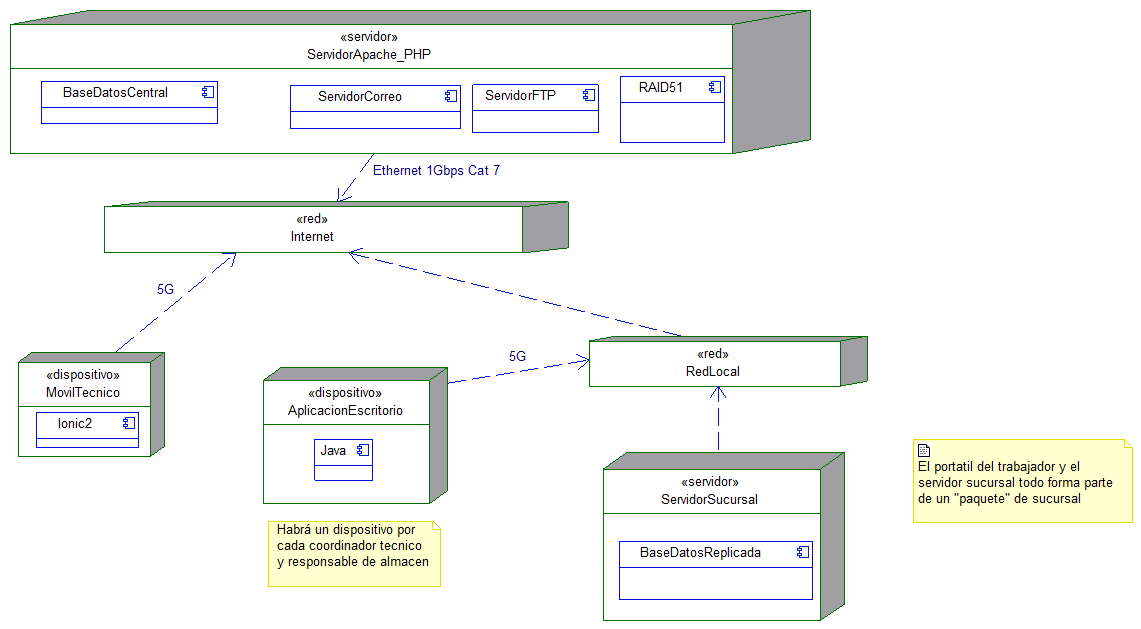 «servidor»
ServidorApache_PHP
BaseDatosCentral
ServidorCorreo
ServidorFTP
RAID51
Ethernet 1Gbps Cat 7
«red»
Internet
5G
«dispositivo»
MovilTecnico
Ionic2
«dispositivo»
AplicacionEscritorio
Java
5G
«red»
RedLocal
«servidor»
ServidorSucursal
BaseDatosReplicada
Habrá un dispositivo por
cada coordinador tecnico
y responsable de almacen
El portatil del trabajador y el
servidor sucursal todo forma parte
de un "paquete" de sucursal